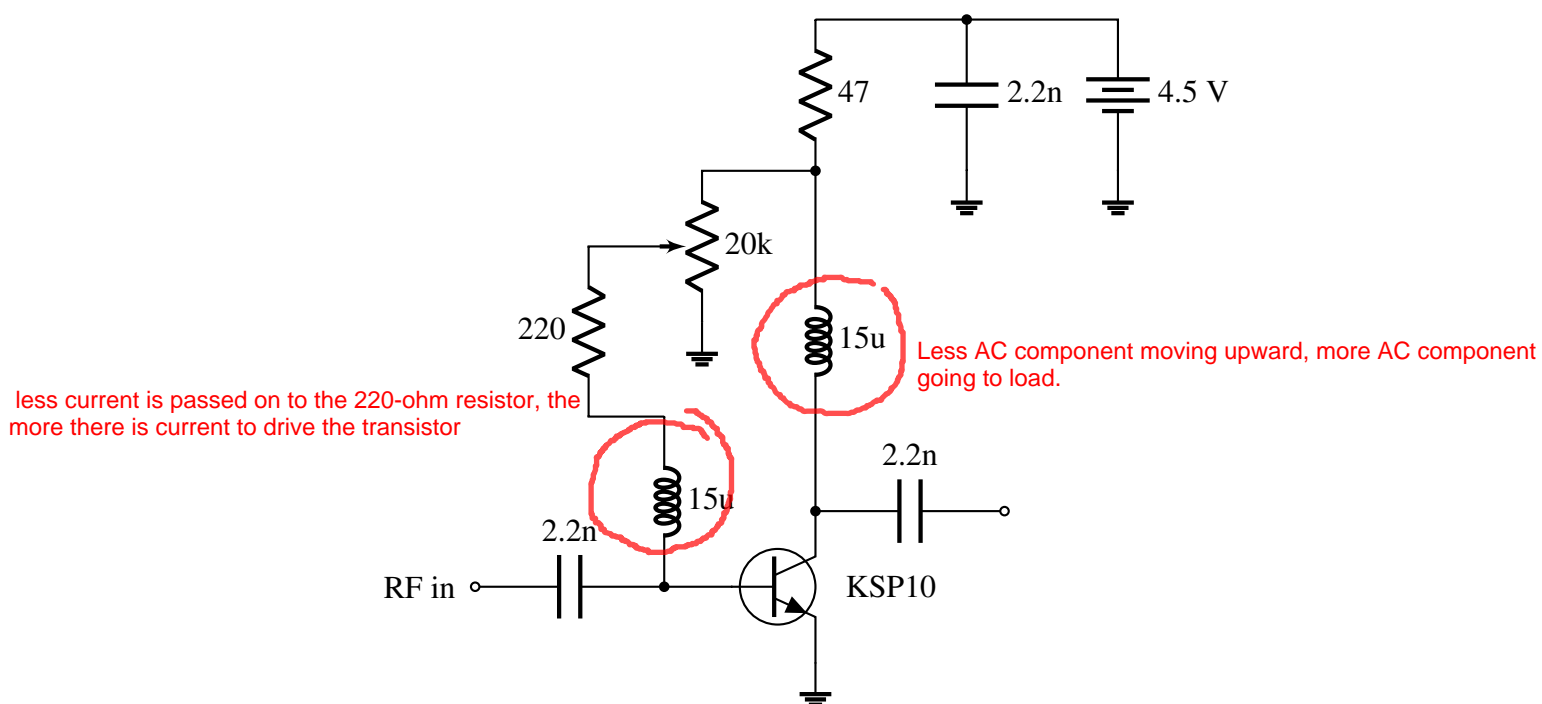 47
2.2n
4.5 V
20k
220
15u
Less AC component moving upward, more AC component
going to load.
less current is passed on to the 220-ohm resistor, the
more there is current to drive the transistor
2.2n
15u
2.2n
RF in
KSP10